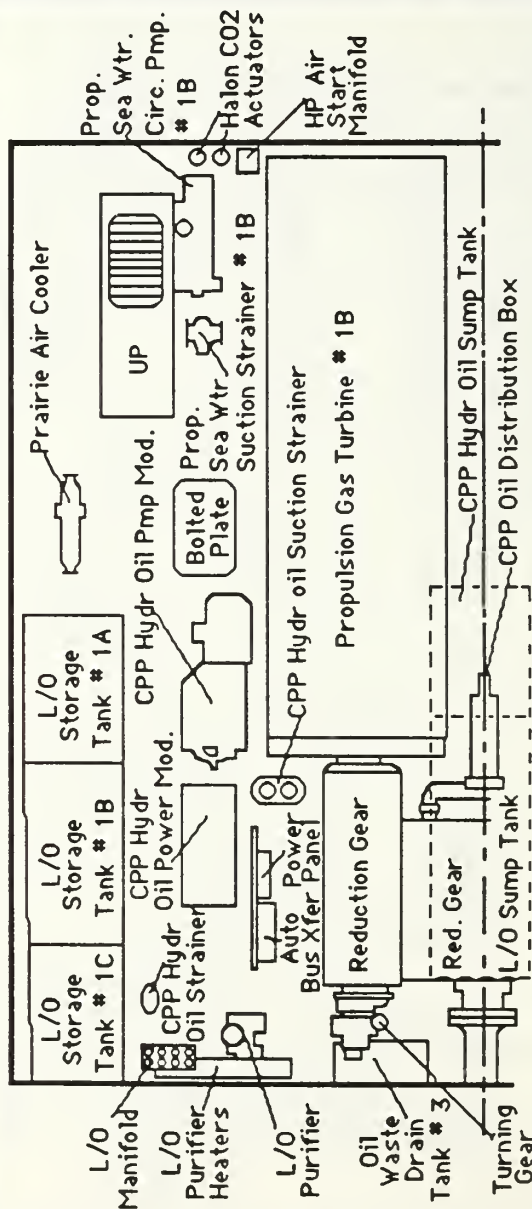 Prop.
Sea Wtr.
Circ. Pmp.
# 1B
Halon CO2
Actuators
HP Air
Start
Manifold
Prairie Air Cooler
UP
Prop.
Sea Wtr
Suction Strainer # 1B
Bolted
Plate
CPP Hydr Oil Pmp Mod.
CPP Hydr oil Suction Strainer
Propulsion Gas Turbine # 1B
CPP Hydr Oil Sump Tank
CPP Oil Distribution Box
L/O
Storage
Tank # 1A
L/O
Storage
Tank # 1B
L/O
Storage
Tank # 1C
CPP Hydr
Oil Power Mod.
CPP Hydr
Oil Strainer
Auto Power
Bus Xfer Panel
Reduction Gear
Red. Gear
L/O Sump Tank
L/O
Manifold
L/O
Purifier
Heaters
L/O
Purifier
Oil
Waste
Drain
Tank # 3
Turning
Gear